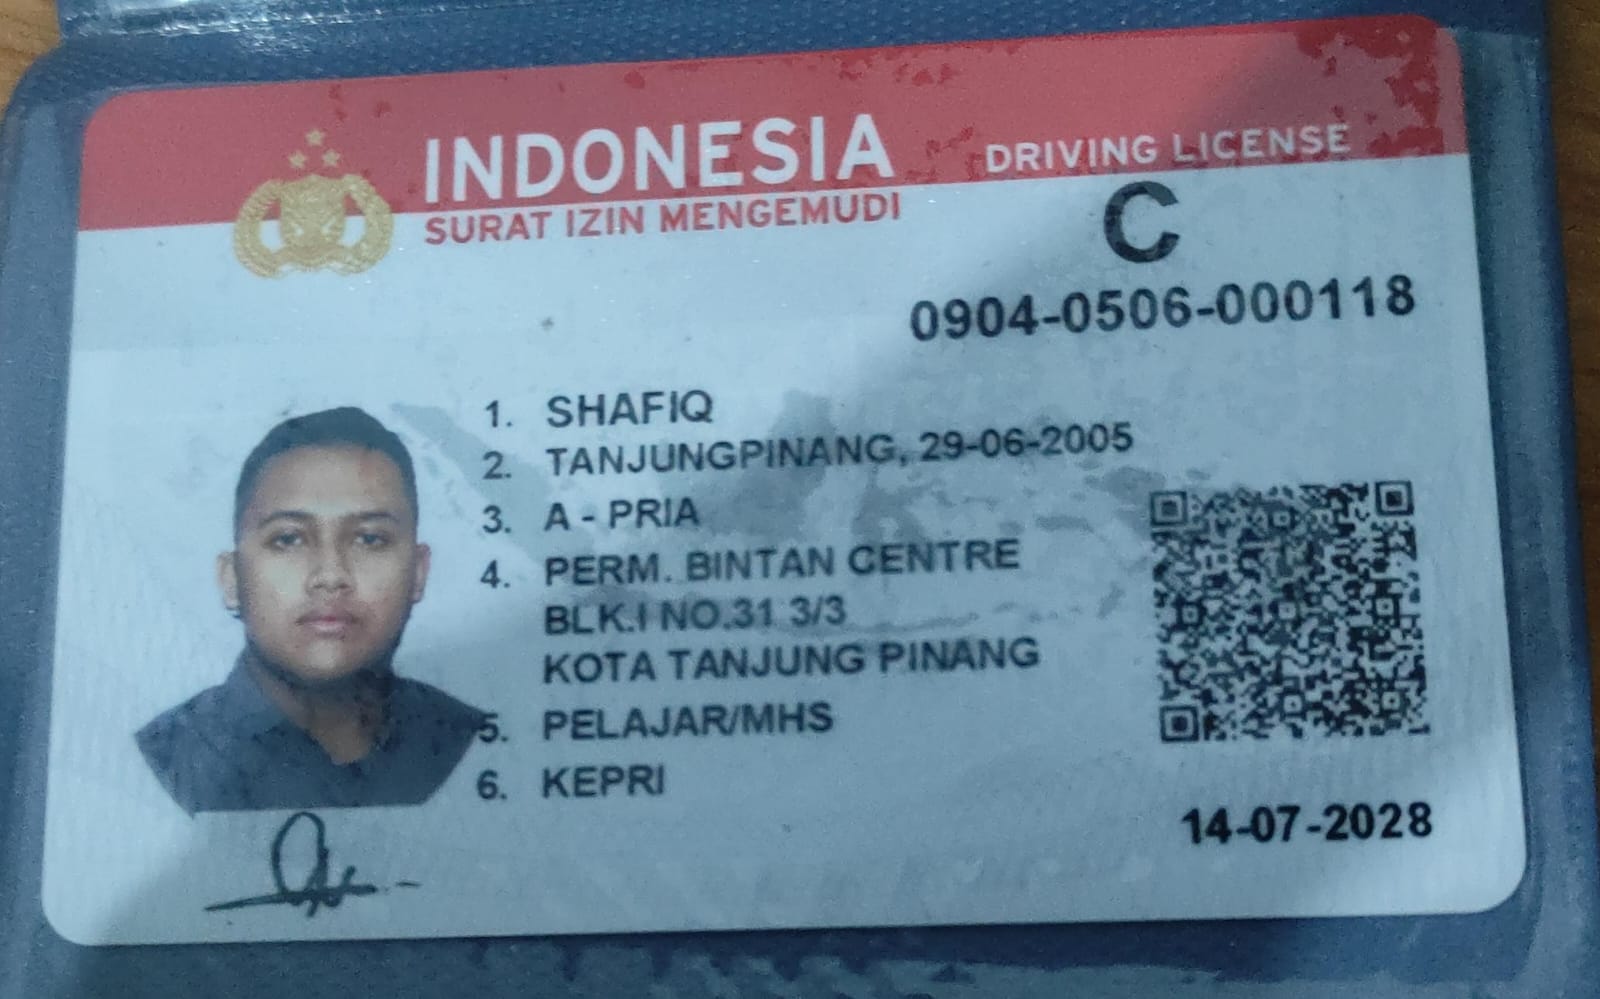 INDONESIA
DRIVING LICENSE
SURAT IZIN MENGEMUDI
C
0904-0506-000118
1. SHAFIQ
2. TANJUNGPINANG, 29-06-2005
3. A - PRIA
4. PERM. BINTAN CENTRE
BLK.I NO.31 3/3
KOTA TANJUNG PINANG
5. PELAJAR/MHS
6. KEPRI
14-07-2028